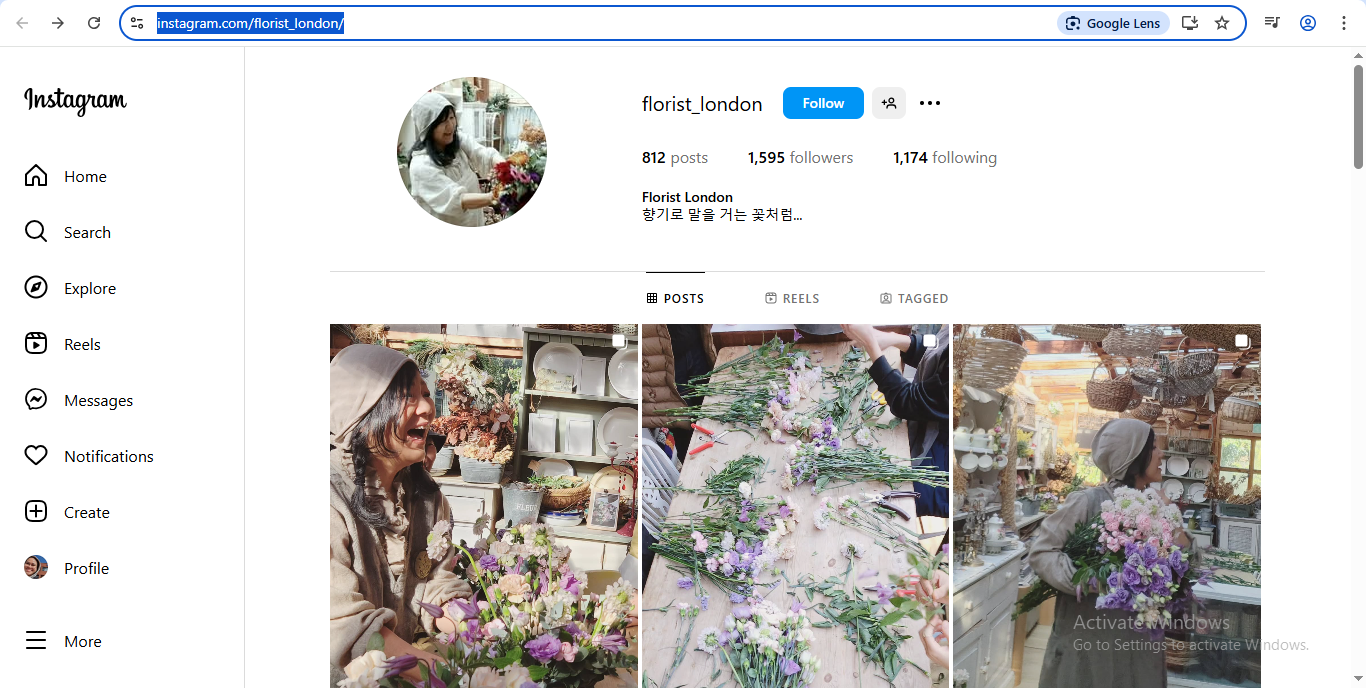 instagram.com/florist_london/
Google Lens
Instagram
Home
Search
Explore
Reels
Messages
Notifications
Create
Profile
More
florist_london
Follow
812 posts
1,595 followers
1,174 following
Florist London
향기로 말을 거는 꽃처럼...
POSTS
REELS
TAGGED
Activate Windows
Go to Settings to activate Windows.